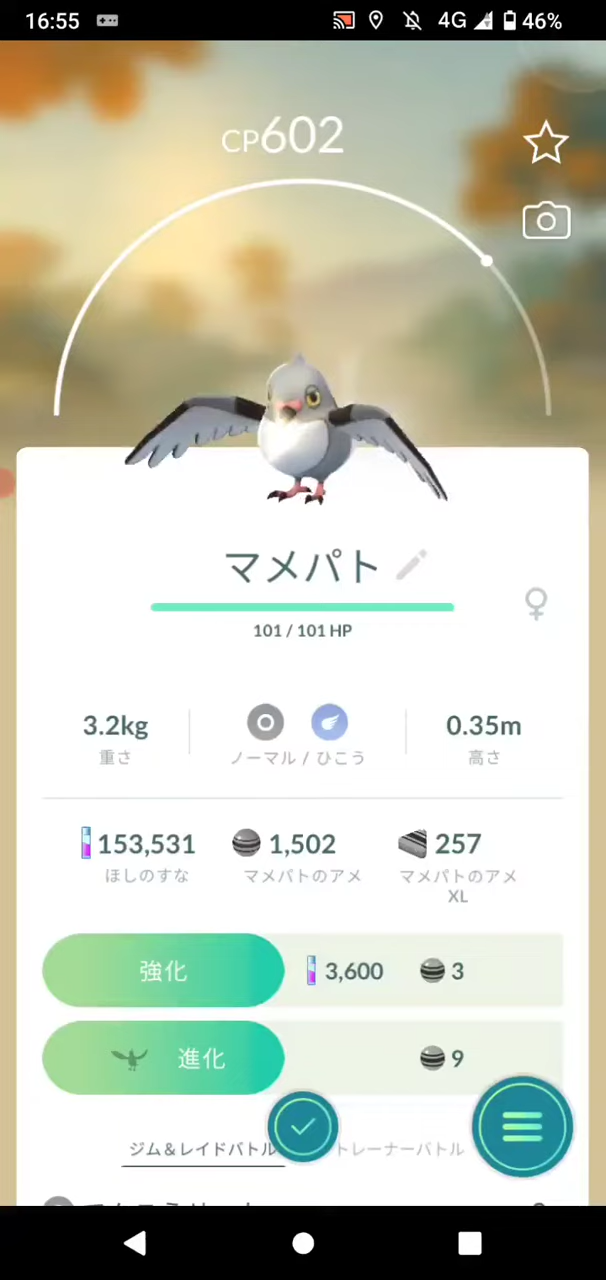 16:55 4G 46%
CP602
マメパト
101 / 101 HP
3.2kg 0.35m
重さ ノーマル / ひこう 高さ
153,531 1,502 257
ほしのすな マメパトのアメ マメパトのアメ
XL
強化 3,600 3
進化 9
ジム＆レイドバトル トレーナーバトル